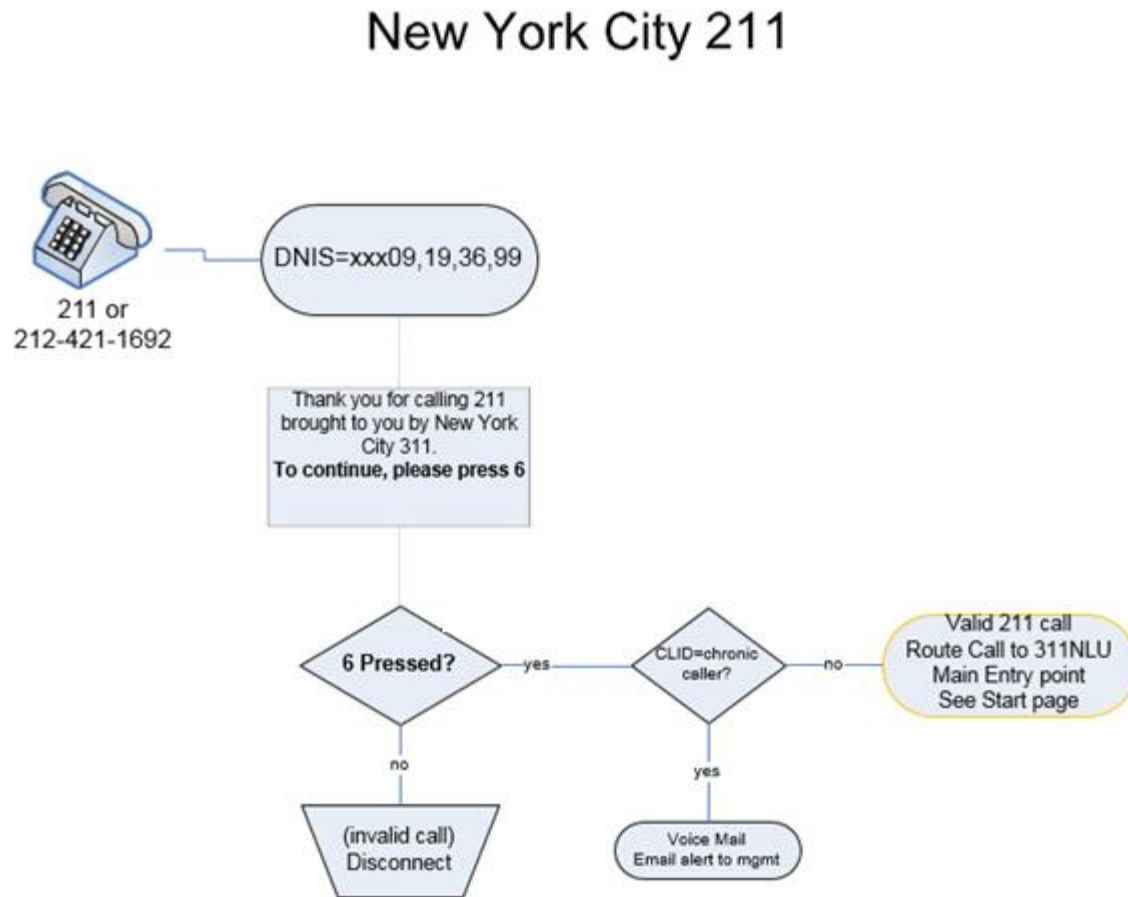 New York City 211
211 or
212-421-1692
DNIS=xxx09,19,36,99
Thank you for calling 211
brought to you by New York
City 311.
To continue, please press 6
6 Pressed?
yes
CLID=chronic
caller?
no
Valid 211 call
Route Call to 311NLU
Main Entry point
See Start page
no
yes
(invalid call)
Disconnect
Voice Mail
Email alert to mgmt